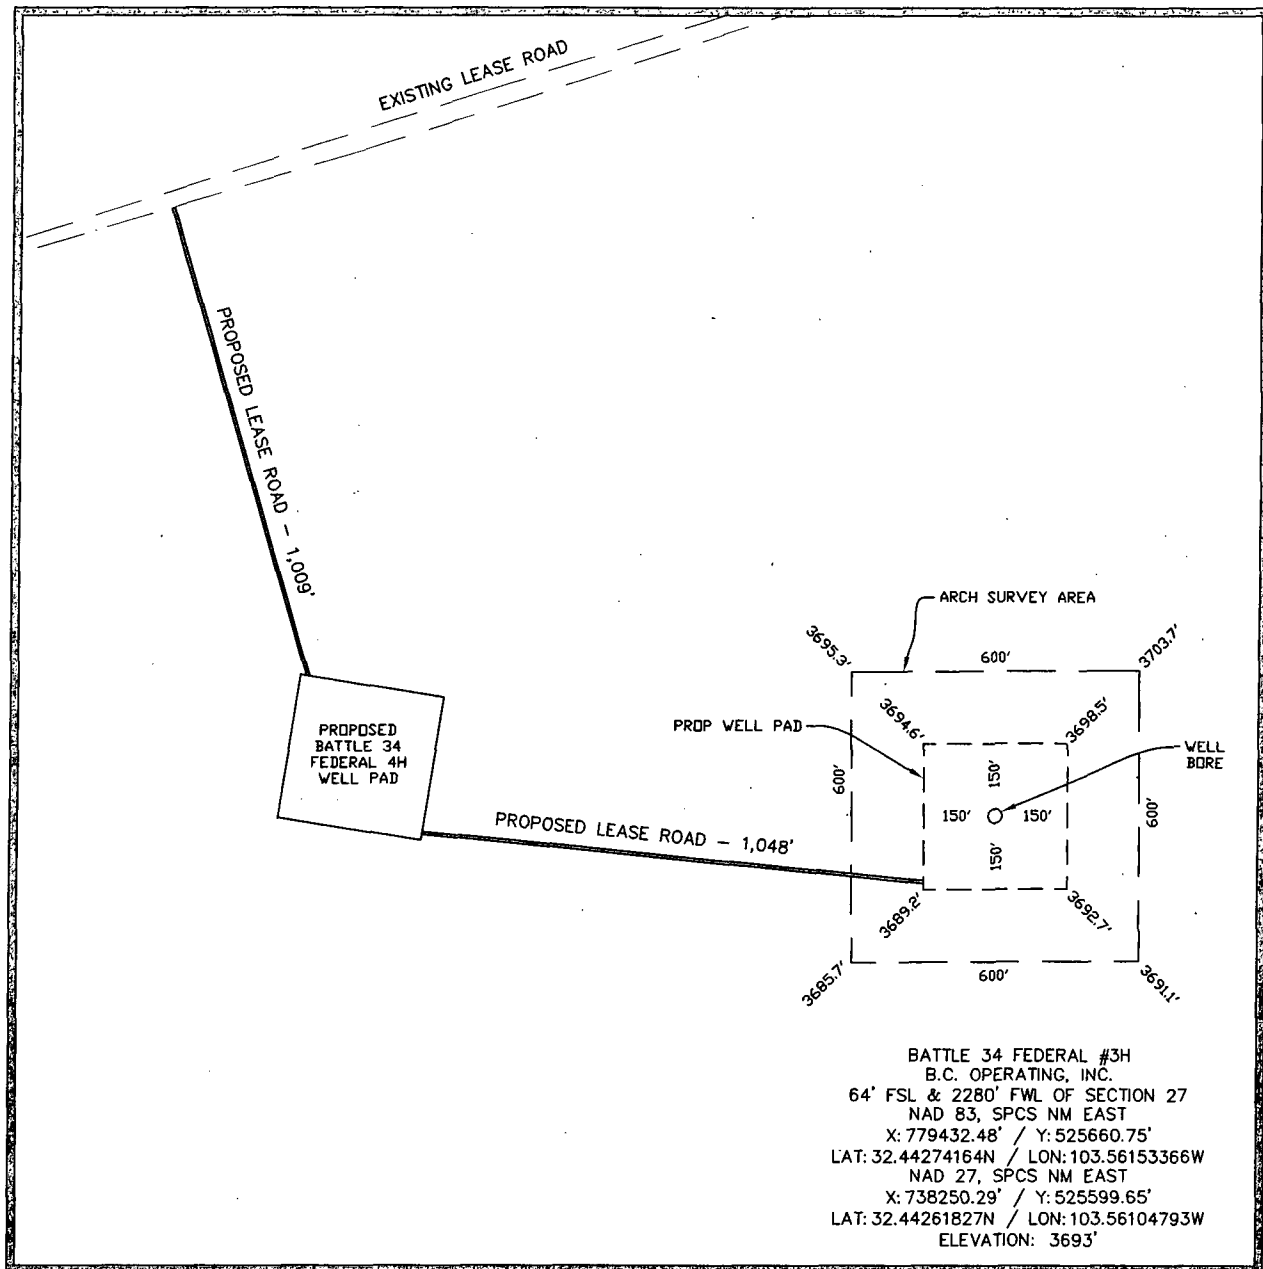 EXISTING LEASE ROAD
PROPOSED LEASE ROAD - 1,009'
PROPOSED
BATTLE 34
FEDERAL 4H
WELL PAD
PROPOSED LEASE ROAD - 1,048'
ARCH SURVEY AREA
3695.3'
600'
3703.7'
PROP WELL PAD
3694.6'
3698.5'
WELL
BORE
600'
150'
150'
150'
150'
600'
3689.2'
3692.7'
3685.7'
600'
3691.1'
BATTLE 34 FEDERAL #3H
B.C. OPERATING, INC.
64' FSL & 2280' FWL OF SECTION 27
NAD 83, SPCS NM EAST
X: 779432.48' / Y: 525660.75'
LAT: 32.44274164N / LON: 103.56153366W
NAD 27, SPCS NM EAST
X: 738250.29' / Y: 525599.65'
LAT: 32.44261827N / LON: 103.56104793W
ELEVATION: 3693'